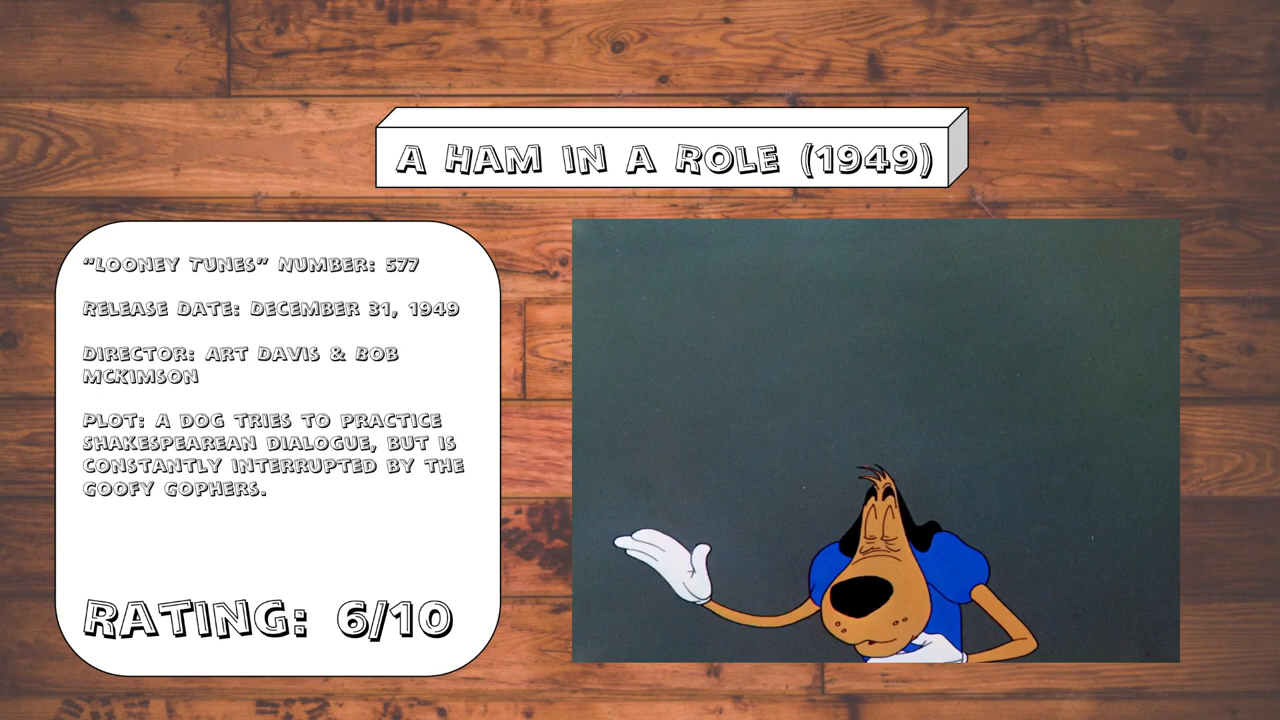 A HAM IN A ROLE (1949)
"LOONEY TUNES" NUMBER: 577
RELEASE DATE: DECEMBER 31, 1949
DIRECTOR: ART DAVIS & BOB
MCKIMSON
PLOT: A DOG TRIES TO PRACTICE
SHAKESPEAREAN DIALOGUE, BUT IS
CONSTANTLY INTERRUPTED BY THE
GOOFY GOPHERS.
RATING: 6/10